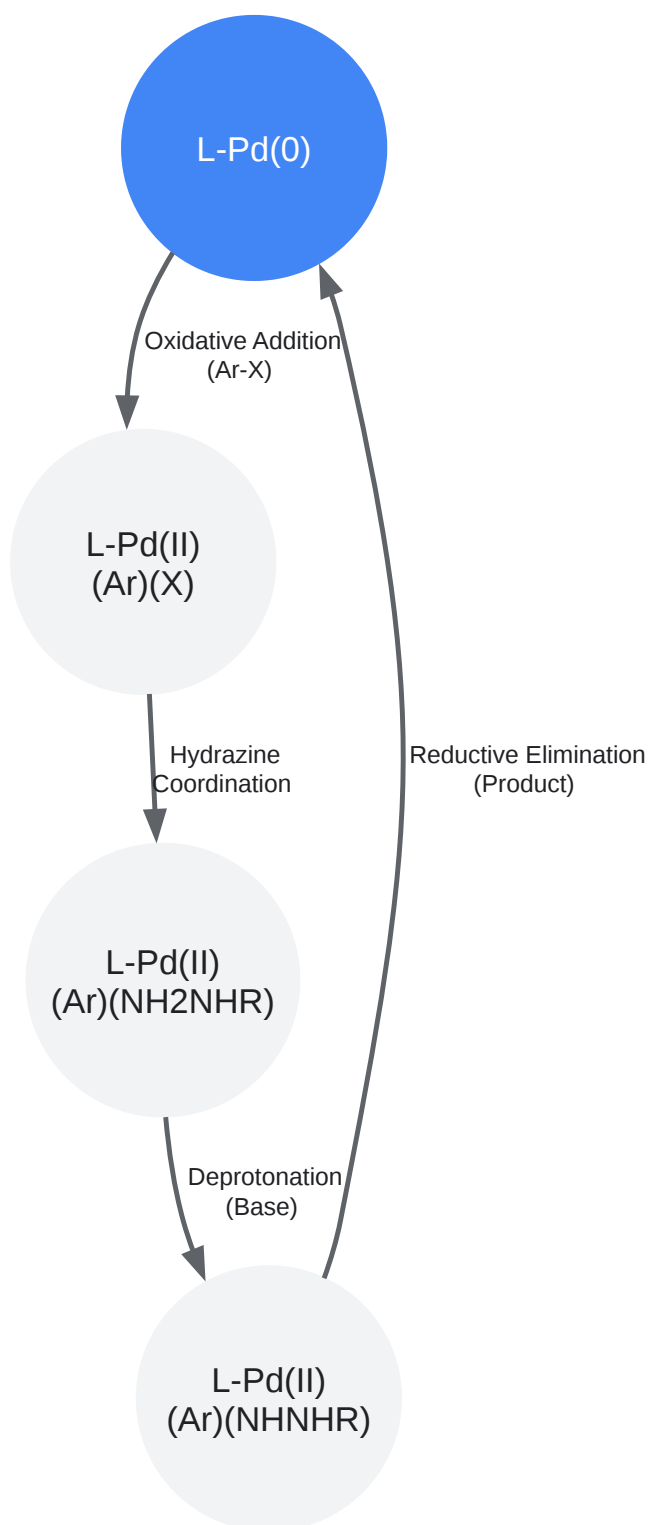 L-Pd(0)
Oxidative Addition
(Ar-X)
L-Pd(II)
(Ar)(X)
Hydrazine
Coordination
Reductive Elimination
(Product)
L-Pd(II)
(Ar)(NH2NHR)
Deprotonation
(Base)
L-Pd(II)
(Ar)(NHNHR)